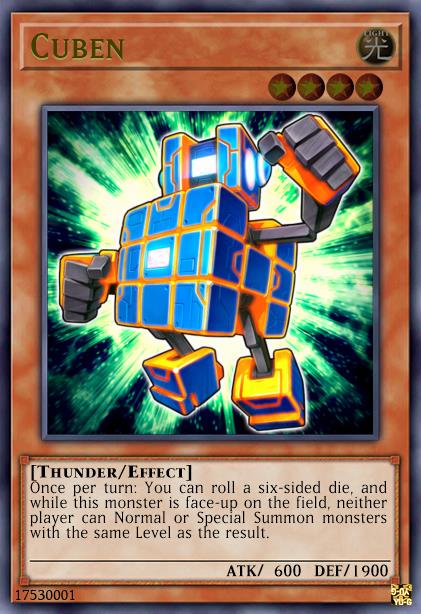 CUBEN
LIGHT
光
[THUNDER/EFFECT]
Once per turn: You can roll a six-sided die, and
while this monster is face-up on the field, neither
player can Normal or Special Summon monsters
with the same Level as the result.
ATK/ 600 DEF/1900
17530001